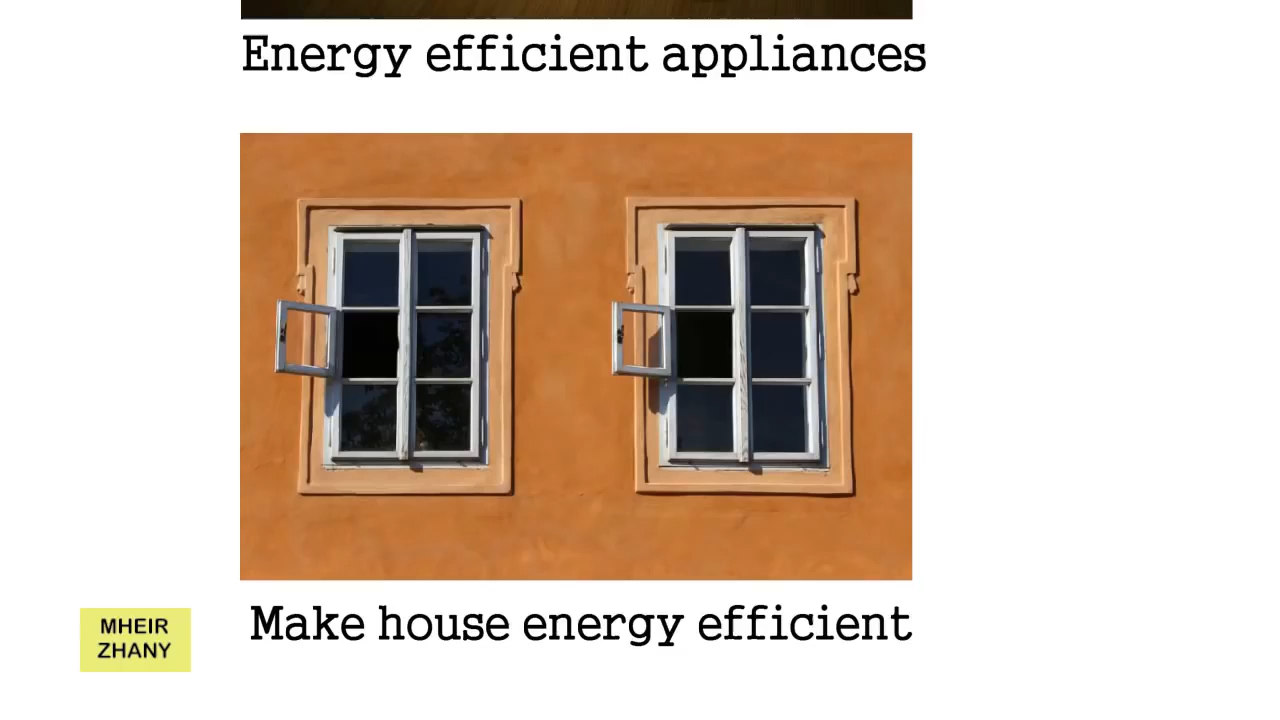 Energy efficient appliances
Make house energy efficient
MHEIR
ZHANY